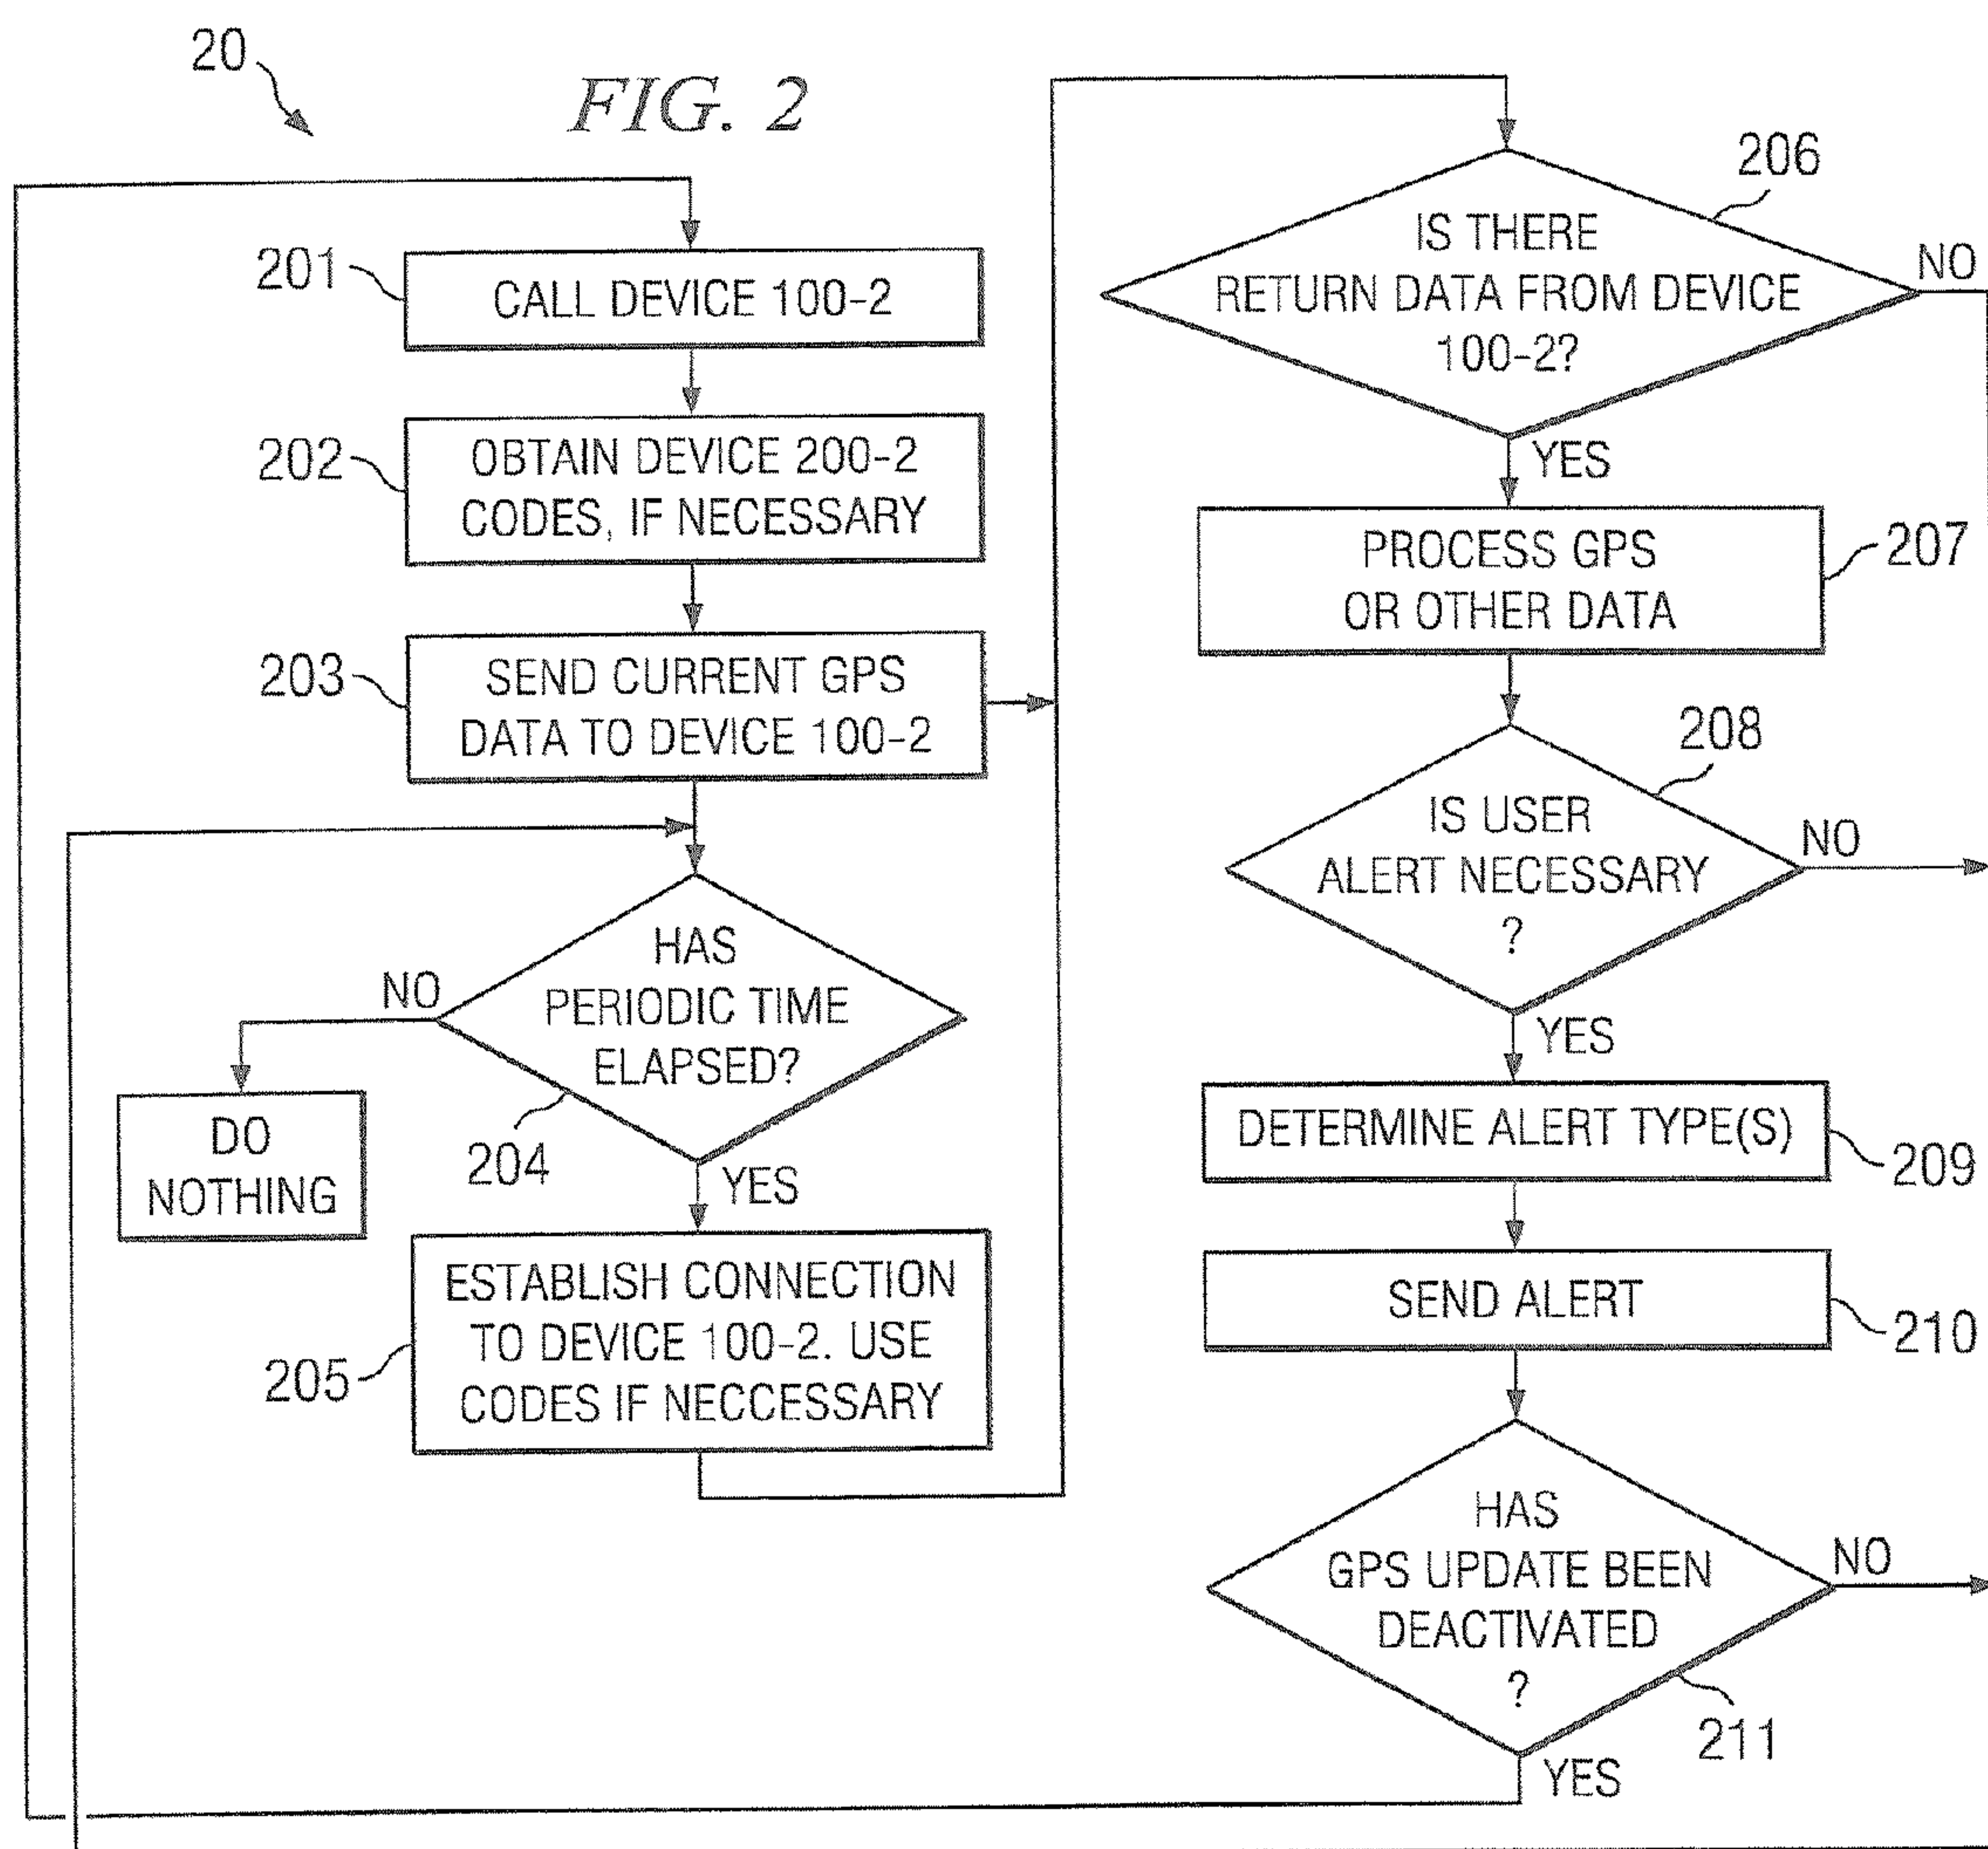 20
FIG. 2
201
CALL DEVICE 100-2
202
OBTAIN DEVICE 200-2
CODES, IF NECESSARY
203
SEND CURRENT GPS
DATA TO DEVICE 100-2
HAS
PERIODIC TIME
ELAPSED?
204
NO
DO
NOTHING
YES
205
ESTABLISH CONNECTION
TO DEVICE 100-2. USE
CODES IF NECCESSARY
206
IS THERE
RETURN DATA FROM DEVICE
100-2?
NO
YES
PROCESS GPS
OR OTHER DATA
207
208
IS USER
ALERT NECESSARY
?
NO
YES
DETERMINE ALERT TYPE(S)
209
SEND ALERT
210
HAS
GPS UPDATE BEEN
DEACTIVATED
?
NO
211
YES